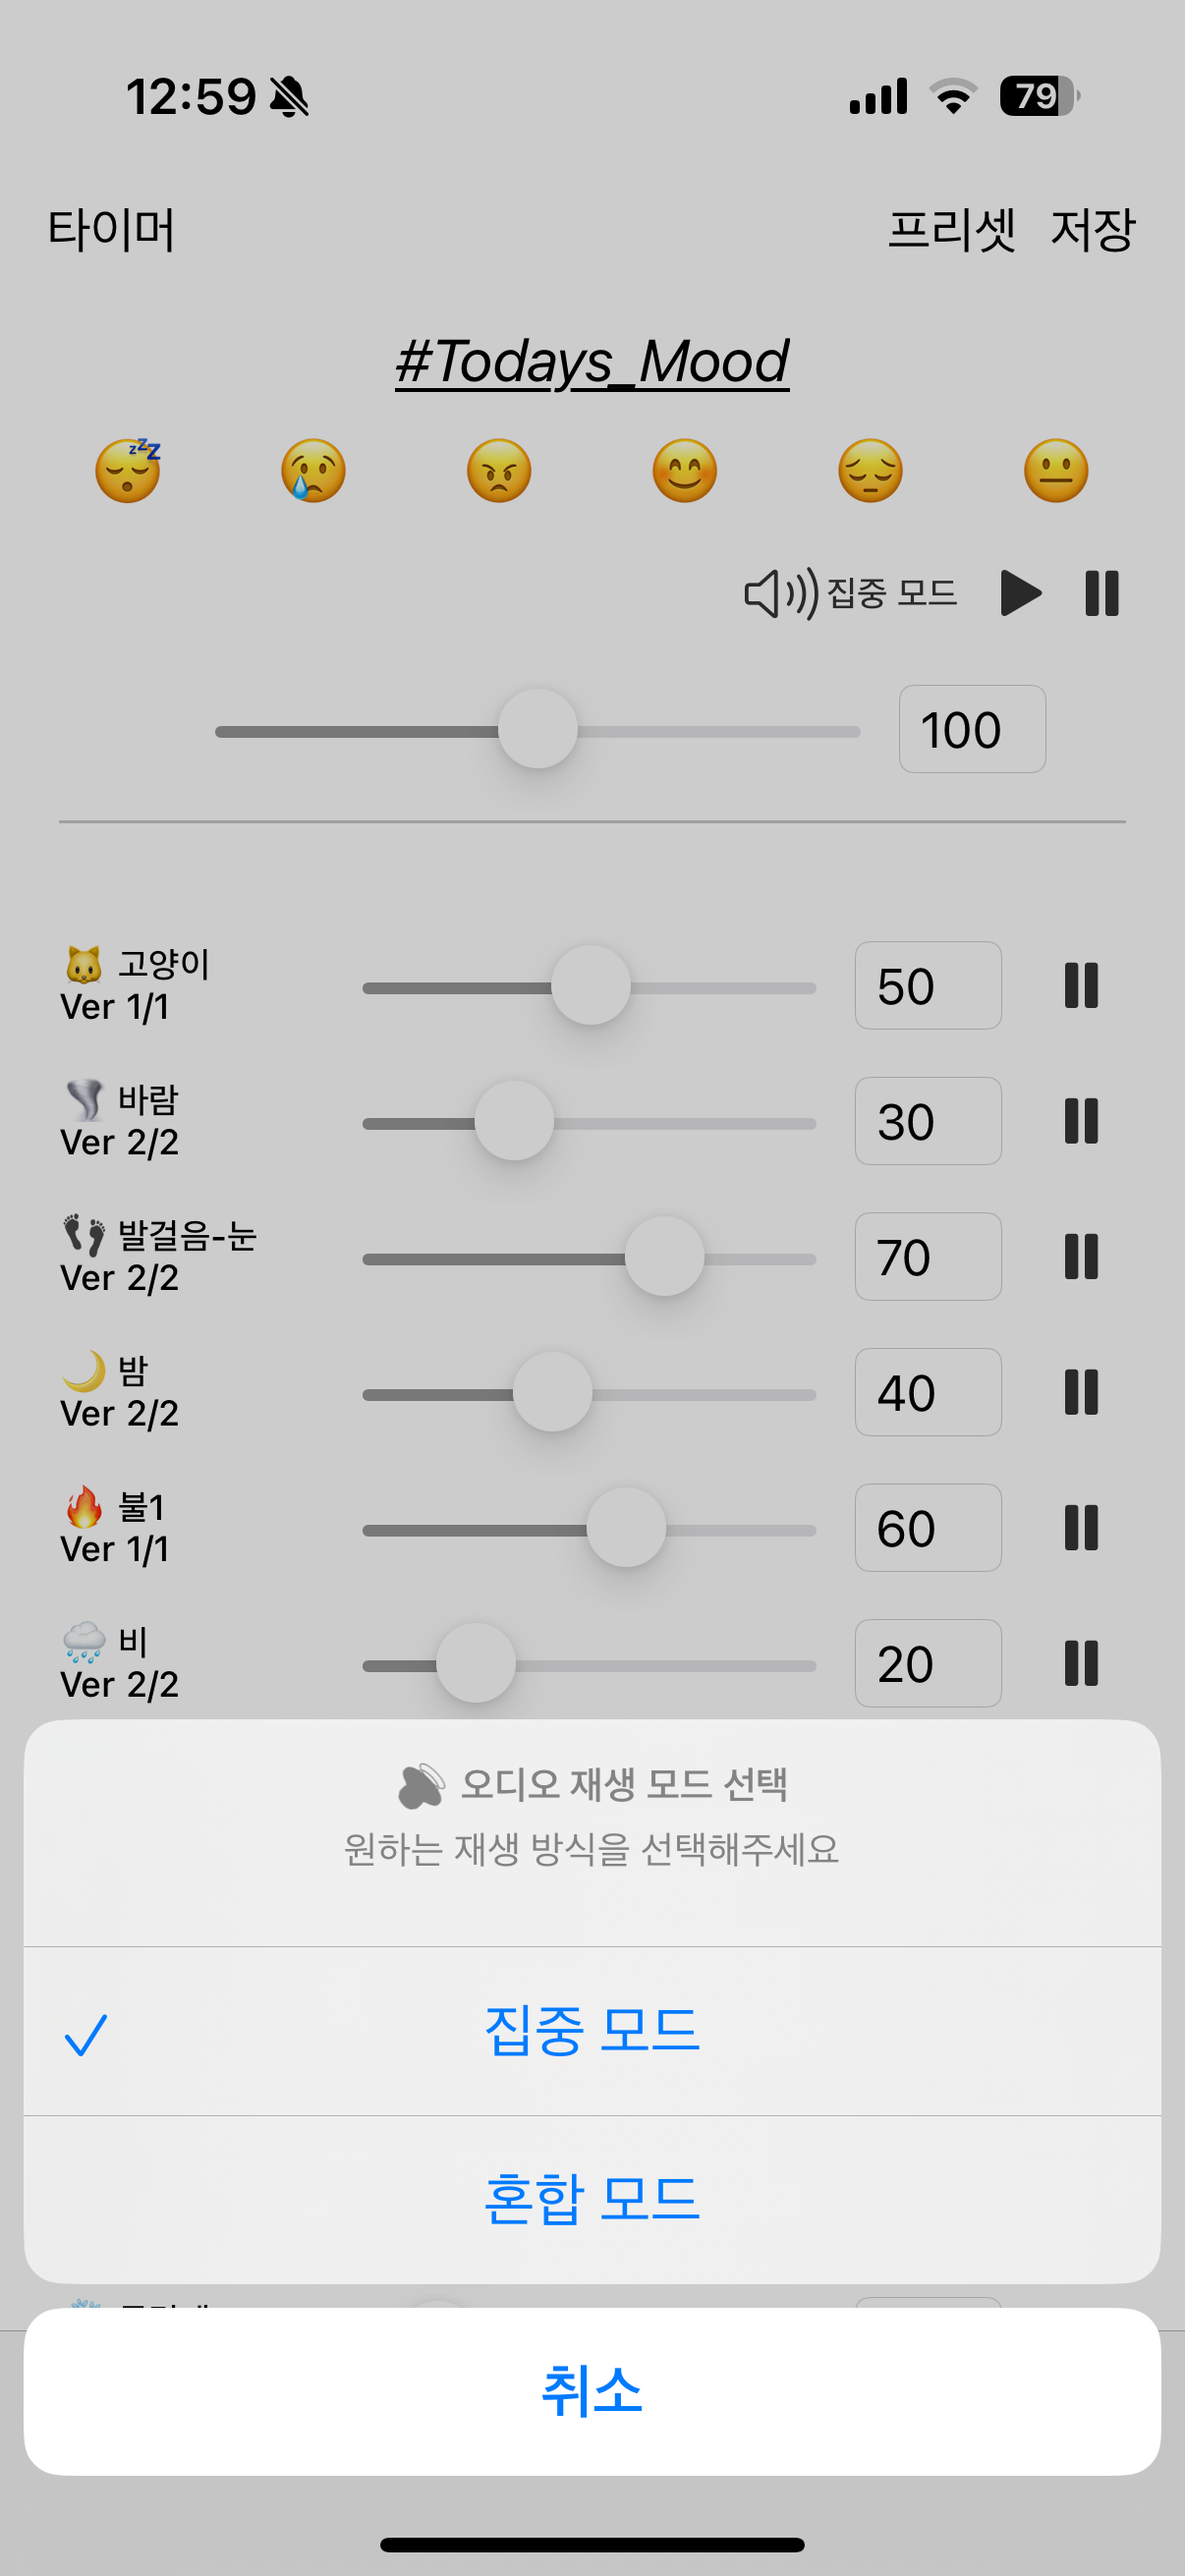 12:59
79
타이머 프리셋 저장
#Todays_Mood
집중 모드
100
고양이
Ver 1/1
50
바람
Ver 2/2
30
발걸음-눈
Ver 2/2
70
밤
Ver 2/2
40
불1
Ver 1/1
60
비
Ver 2/2
20
오디오 재생 모드 선택
원하는 재생 방식을 선택해주세요
집중 모드
혼합 모드
취소